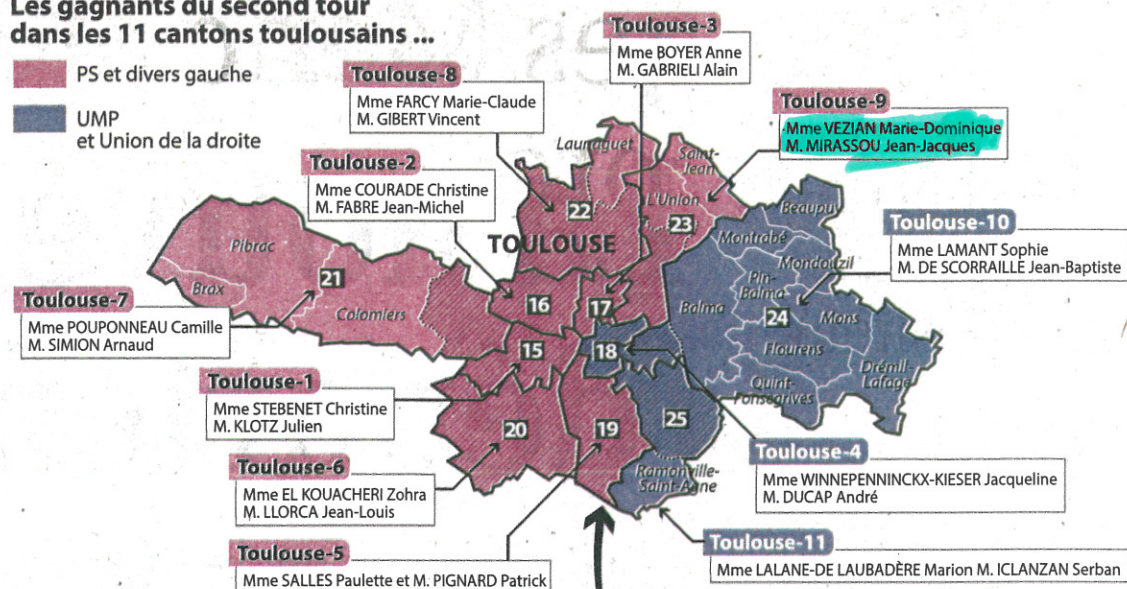 Les gagnants du second tour
dans les 11 cantons toulousains ...
PS et divers gauche
UMP
et Union de la droite
Toulouse-3
Mme BOYER Anne
M. GABRIELI Alain
Toulouse-8
Mme FARCY Marie-Claude
M. GIBERT Vincent
Toulouse-9
Mme VEZIAN Marie-Dominique
M. MIRASSOU Jean-Jacques
Toulouse-2
Mme COURADE Christine
M. FABRE Jean-Michel
Toulouse-10
Mme LAMANT Sophie
M. DE SCORRAILLE Jean-Baptiste
Toulouse-7
Mme POUPONNEAU Camille
M. SIMION Arnaud
Toulouse-1
Mme STEBENET Christine
M. KLOTZ Julien
Toulouse-6
Mme EL KOUACHERI Zohra
M. LLORCA Jean-Louis
Toulouse-4
Mme WINNEPENNINCKX-KIESER Jacqueline
M. DUCAP André
Toulouse-5
Mme SALLES Paulette et M. PIGNARD Patrick
Toulouse-11
Mme LALANE-DE LAUBADÈRE Marion M. ICLANZAN Serban
Launaguet
Saint-
Jean
L'Union
22
23
TOULOUSE
Pibrac
21
Brax
Colomiers
16
17
15
18
20
19
25
Beaupuy
Montrabé
Mondouzil
Pin-
Balma
Balma
24
Mons
Flourens
Drémil-
Lafage
Quint-
Fonsegrives
Ramonville-
Saint-Agne